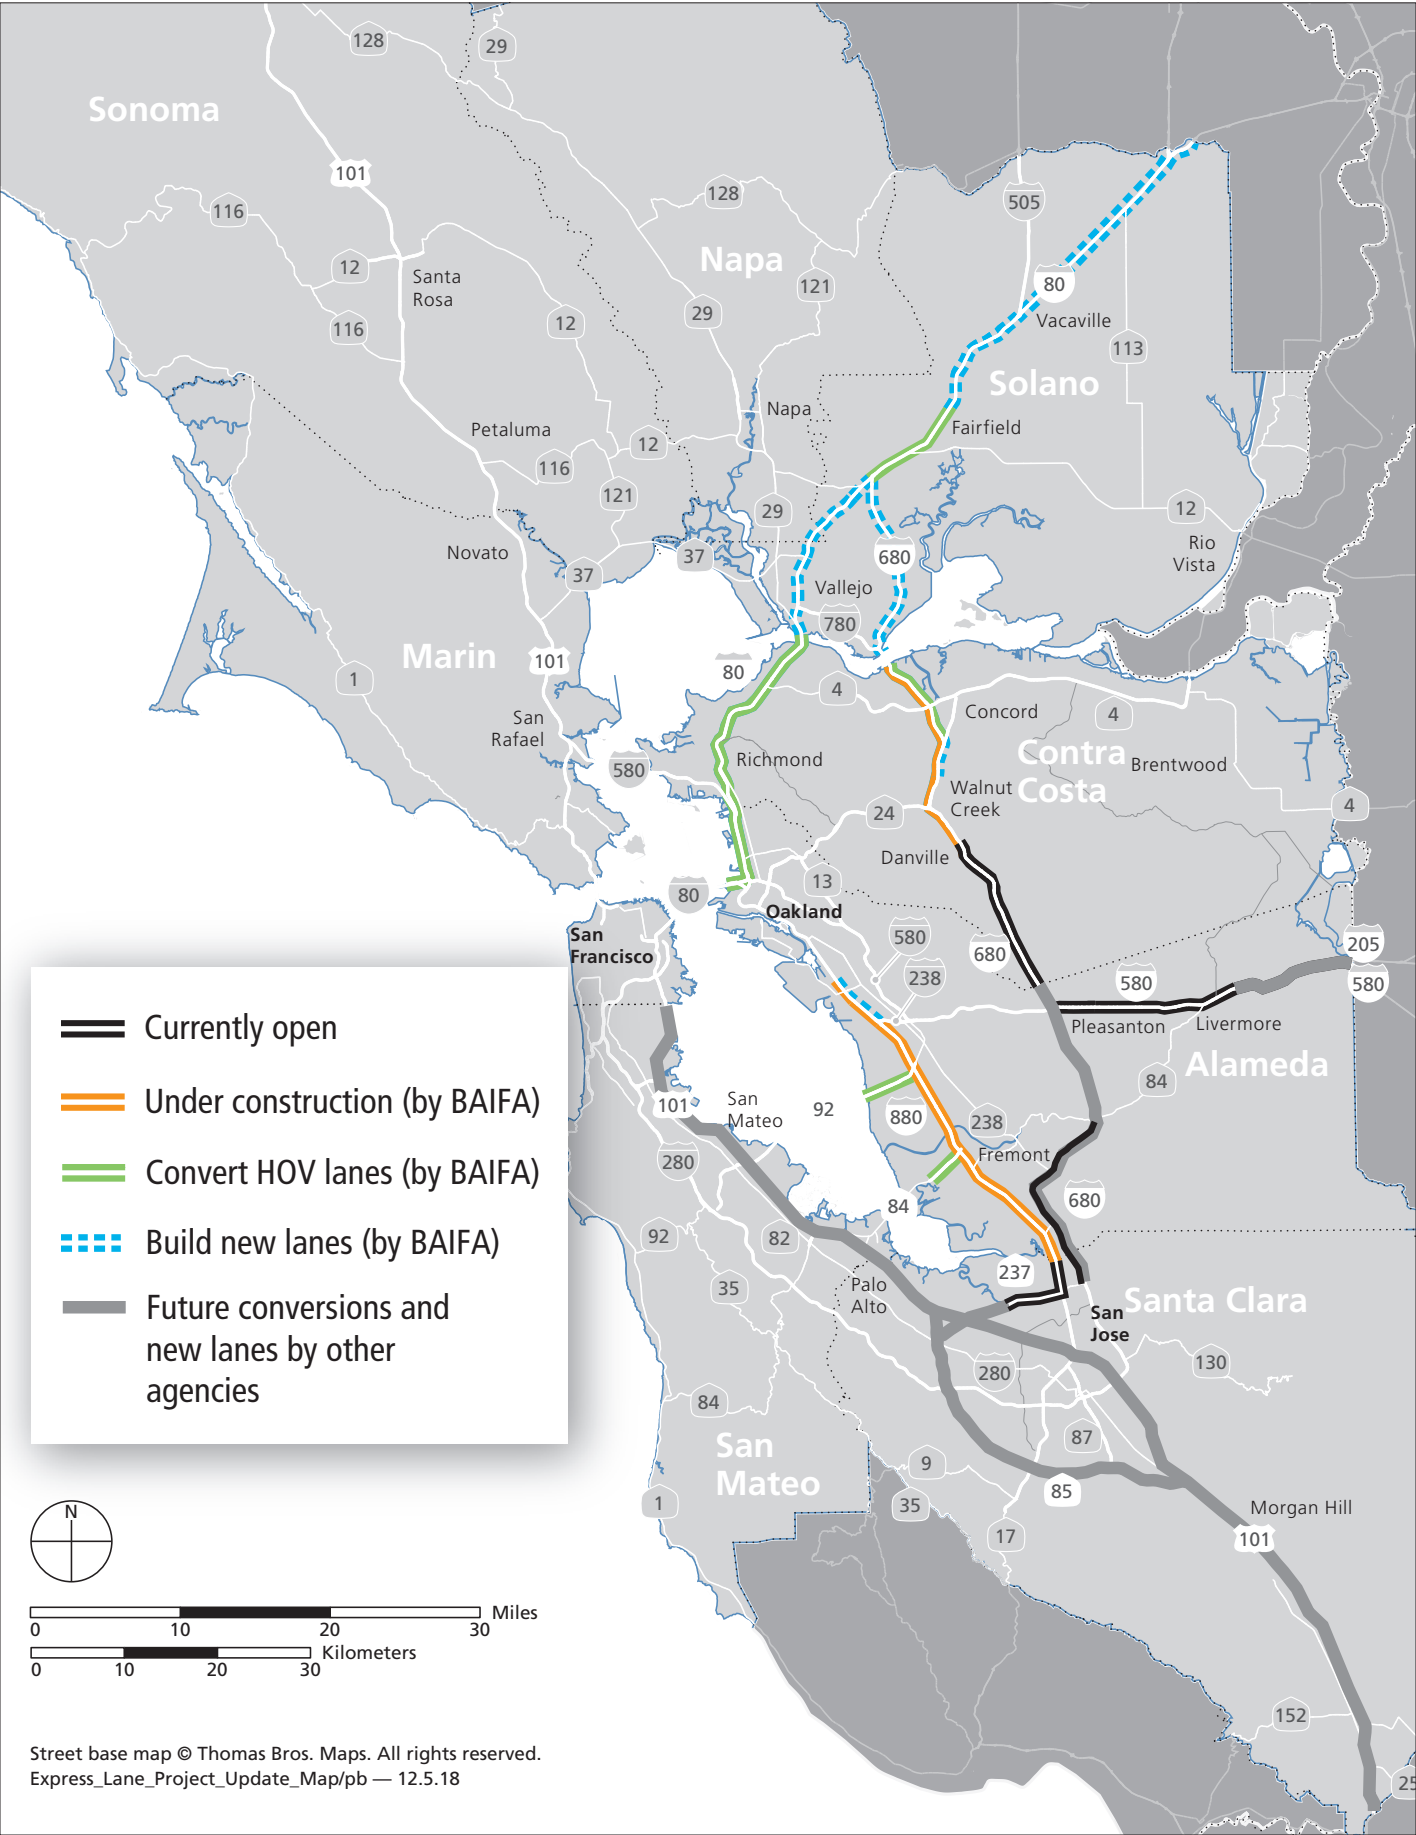 128
29
Sonoma
101
116
128
505
12
Santa
Rosa
Napa
121
80
116
12
29
Vacaville
113
Solano
Napa
Petaluma
12
Fairfield
116
121
29
12
Novato
37
37
680
Rio
Vista
Vallejo
780
Marin
101
80
1
4
Concord
4
San
Rafael
580
Richmond
Contra
Costa
Brentwood
Walnut
Creek
24
4
Danville
13
80
Oakland
San
Francisco
580
680
238
205
580
580
Pleasanton
Livermore
Alameda
84
101
San
Mateo
92
880
238
Fremont
280
680
84
92
82
237
35
Palo
Alto
San
Jose
Santa Clara
280
130
84
87
San
Mateo
9
85
35
1
17
Morgan Hill
101
152
25
Currently open
Under construction (by BAIFA)
Convert HOV lanes (by BAIFA)
Build new lanes (by BAIFA)
Future conversions and
new lanes by other
agencies
N
Miles
0 10 20 30
Kilometers
0 10 20 30
Street base map © Thomas Bros. Maps. All rights reserved.
Express_Lane_Project_Update_Map/pb — 12.5.18